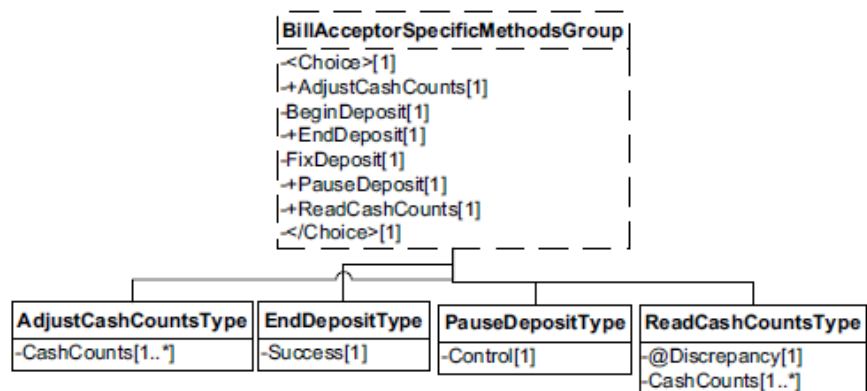 BillAcceptorSpecificMethodsGroup
-<Choice>[1]
-+AdjustCashCounts[1]
-BeginDeposit[1]
-+EndDeposit[1]
-FixDeposit[1]
-+PauseDeposit[1]
-+ReadCashCounts[1]
-</Choice>[1]
AdjustCashCountsType
-CashCounts[1..*]
EndDepositType
-Success[1]
PauseDepositType
-Control[1]
ReadCashCountsType
-@Discrepancy[1]
-CashCounts[1..*]